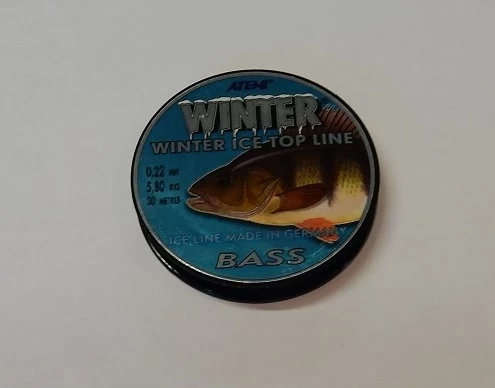 ATEMI
WINTER
WINTER ICE TOP LINE
0,22 MM
5,80 KG
30 METRES
ICE LINE MADE IN GERMANY
BASS